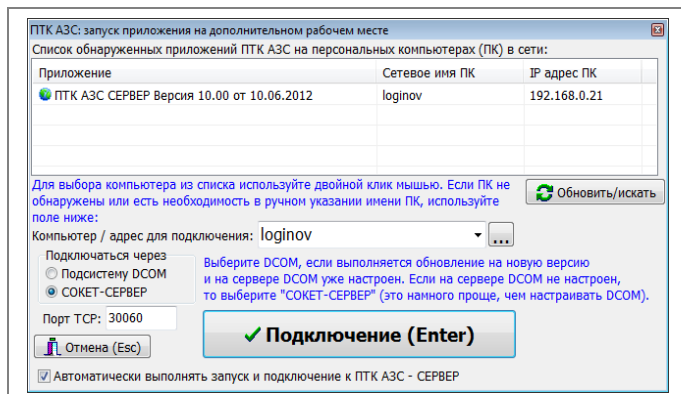 ПТК АЗС: запуск приложения на дополнительном рабочем месте
Список обнаруженных приложений ПТК АЗС на персональных компьютерах (ПК) в сети:
Приложение Сетевое имя ПК IP адрес ПК
ПТК АЗС СЕРВЕР Версия 10.00 от 10.06.2012 loginov 192.168.0.21
Для выбора компьютера из списка используйте двойной клик мышью. Если ПК не
обнаружены или есть необходимость в ручном указании имени ПК, используйте
поле ниже:
Обновить/искать
Компьютер / адрес для подключения: loginov ...
Подключаться через
Подсистему DCOM
СОКЕТ-СЕРВЕР
Выберите DCOM, если выполняется обновление на новую версию
и на сервере DCOM уже настроен. Если на сервере DCOM не настроен,
то выберите "СОКЕТ-СЕРВЕР" (это намного проще, чем настраивать DCOM).
Порт TCP: 30060
Подключение (Enter)
Отмена (Esc)
Автоматически выполнять запуск и подключение к ПТК АЗС - СЕРВЕР